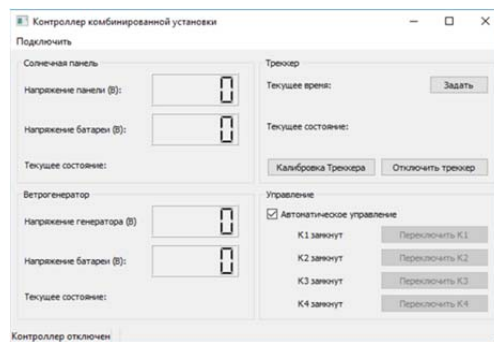 Контроллер комбинированной установки
Подключить
Солнечная панель
Напряжение панели (В):
0
Напряжение батареи (В):
0
Текущее состояние:
Треккер
Текущее время:
Задать
Текущее состояние:
Калибровка Треккера
Отключить треккер
Ветрогенератор
Напряжение генератора (В)
0
Напряжение батареи (В):
0
Текущее состояние:
Управление
Автоматическое управление
К1 замкнут
Переключить К1
К2 замкнут
Переключить К2
К3 замкнут
Переключить К3
К4 замкнут
Переключить К4
Контроллер отключен